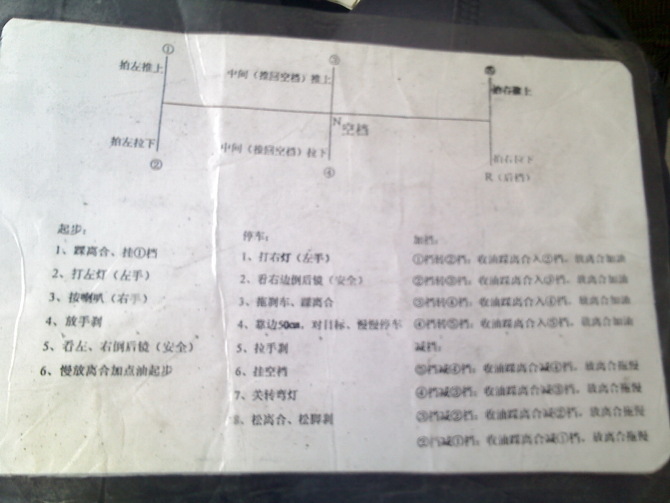 ① ③ ⑤
拍左推上 中间（推回空档）推上 拍右推上
N空档
拍左拉下 中间（推回空档）拉下 拍右拉下
② ④ R（后档）
起步：
1、踩离合、挂①档
2、打左灯（左手）
3、按喇叭（右手）
4、放手刹
5、看左、右倒后镜（安全）
6、慢放离合加点油起步
停车：
1、打右灯（左手）
2、看右边倒后镜（安全）
3、拖刹车、踩离合
4、靠边50cm，对目标、慢慢停车
5、拉手刹
6、挂空档
7、关转弯灯
8、松离合、松脚刹
加档：
①档转②档：收油踩离合入②档，放离合加油
②档转③档：收油踩离合入③档，放离合加油
③档转④档：收油踩离合入④档，放离合加油
④档转⑤档：收油踩离合入⑤档，放离合加油
减档：
⑤档减④档：收油踩离合减④档，放离合拖慢
④档减③档：收油踩离合减③档，放离合拖慢
③档减②档：收油踩离合减②档，放离合拖慢
②档减①档：收油踩离合减①档，放离合拖慢